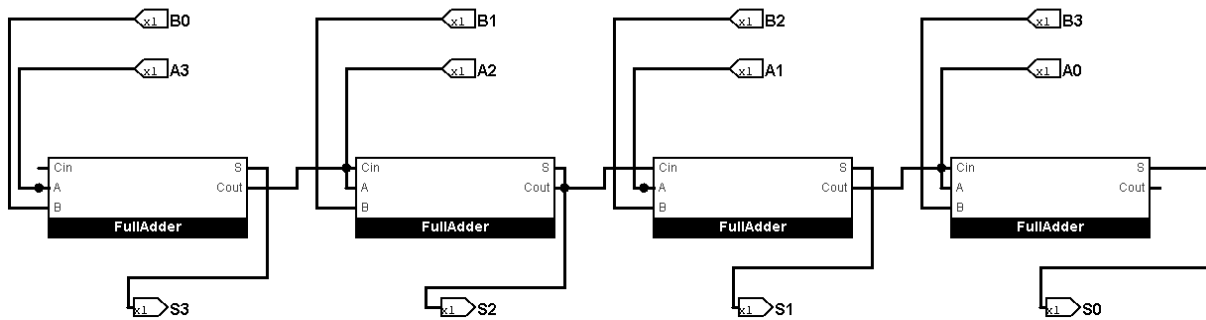 x1 B0 x1 B1 x1 B2 x1 B3
x1 A3 x1 A2 x1 A1 x1 A0
Cin S Cin S Cin S Cin S
A Cout A Cout A Cout A Cout
B B B B
FullAdder FullAdder FullAdder FullAdder
x1 S3 x1 S2 x1 S1 x1 S0